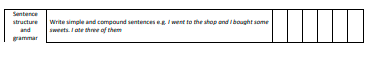 Sentence
structure
and
grammar
Write simple and compound sentences e.g. I went to the shop and I bought some
sweets. I ate three of them